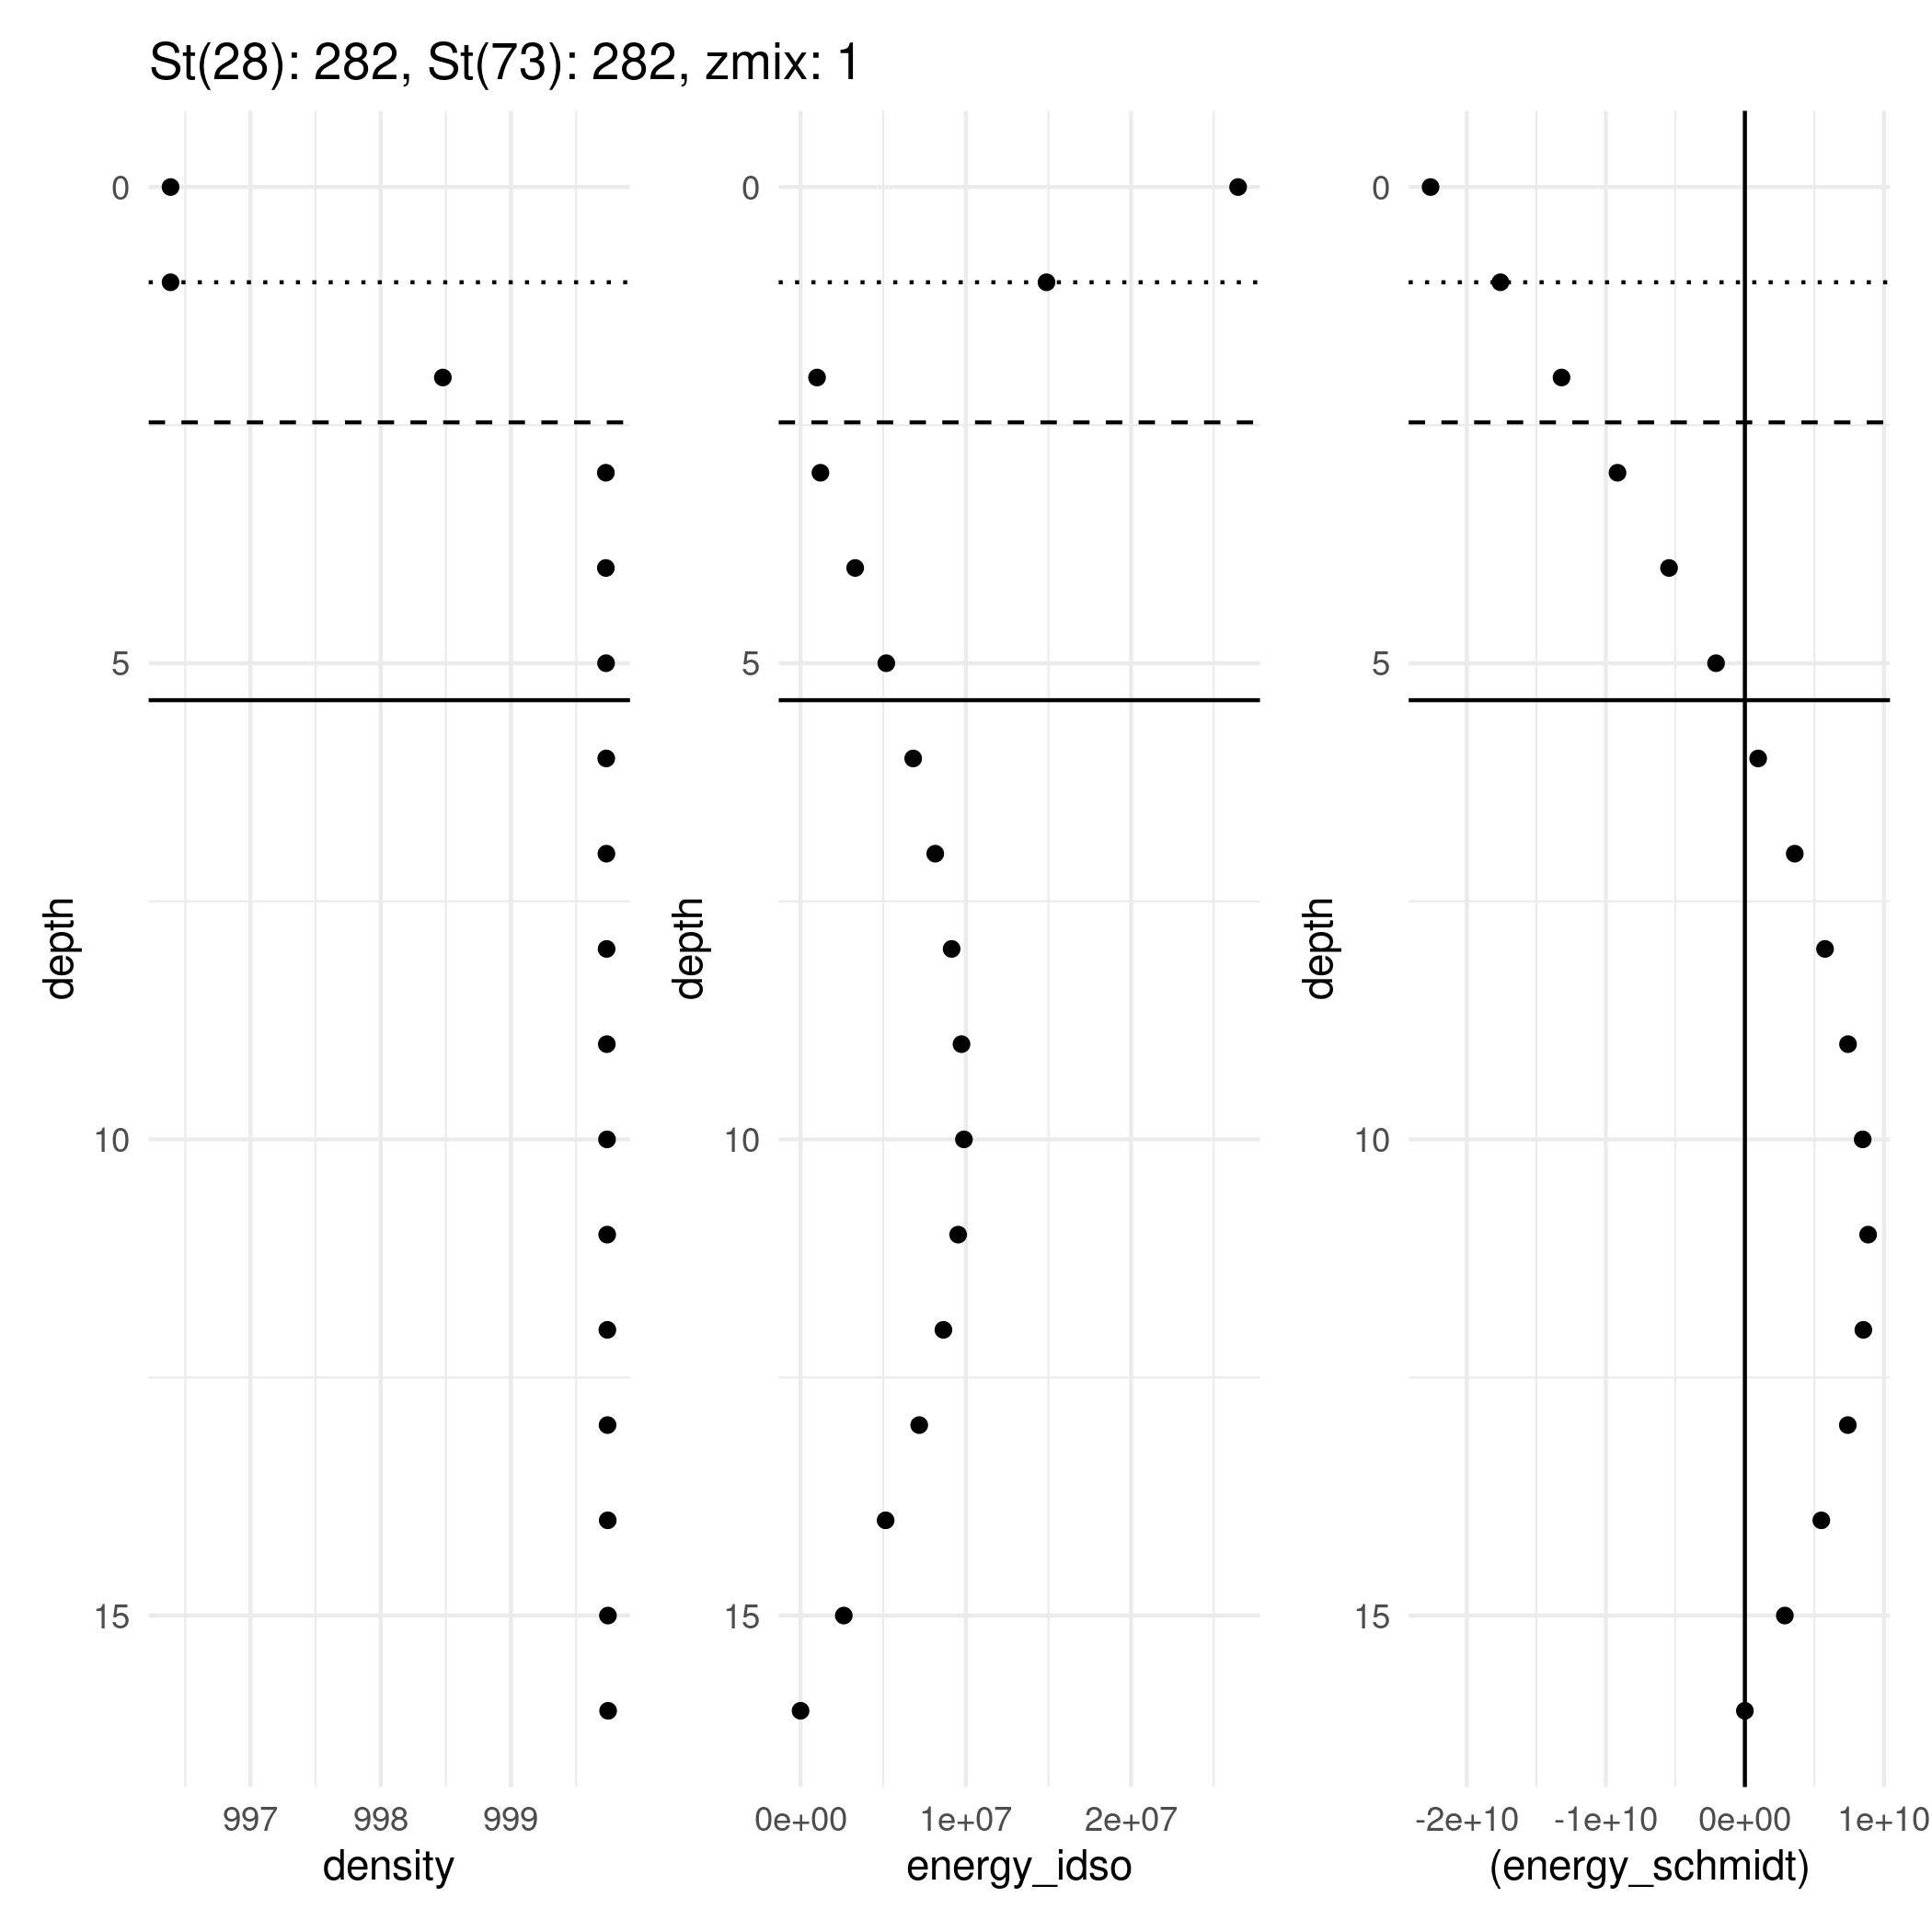 St(28): 282, St(73): 282, zmix: 1
depth
0
5
10
15
997 998 999
density
depth
0
5
10
15
0e+00 1e+07 2e+07
energy_idso
depth
0
5
10
15
-2e+10 -1e+10 0e+00 1e+10
(energy_schmidt)